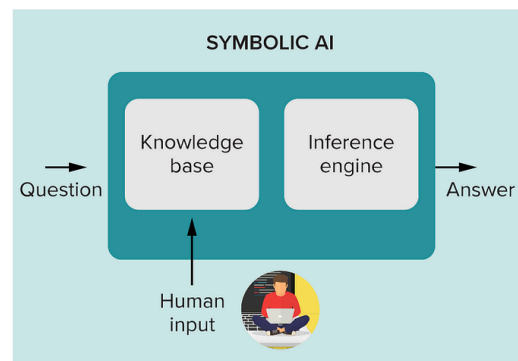 SYMBOLIC AI
Knowledge
base
Inference
engine
Question
Answer
Human
input